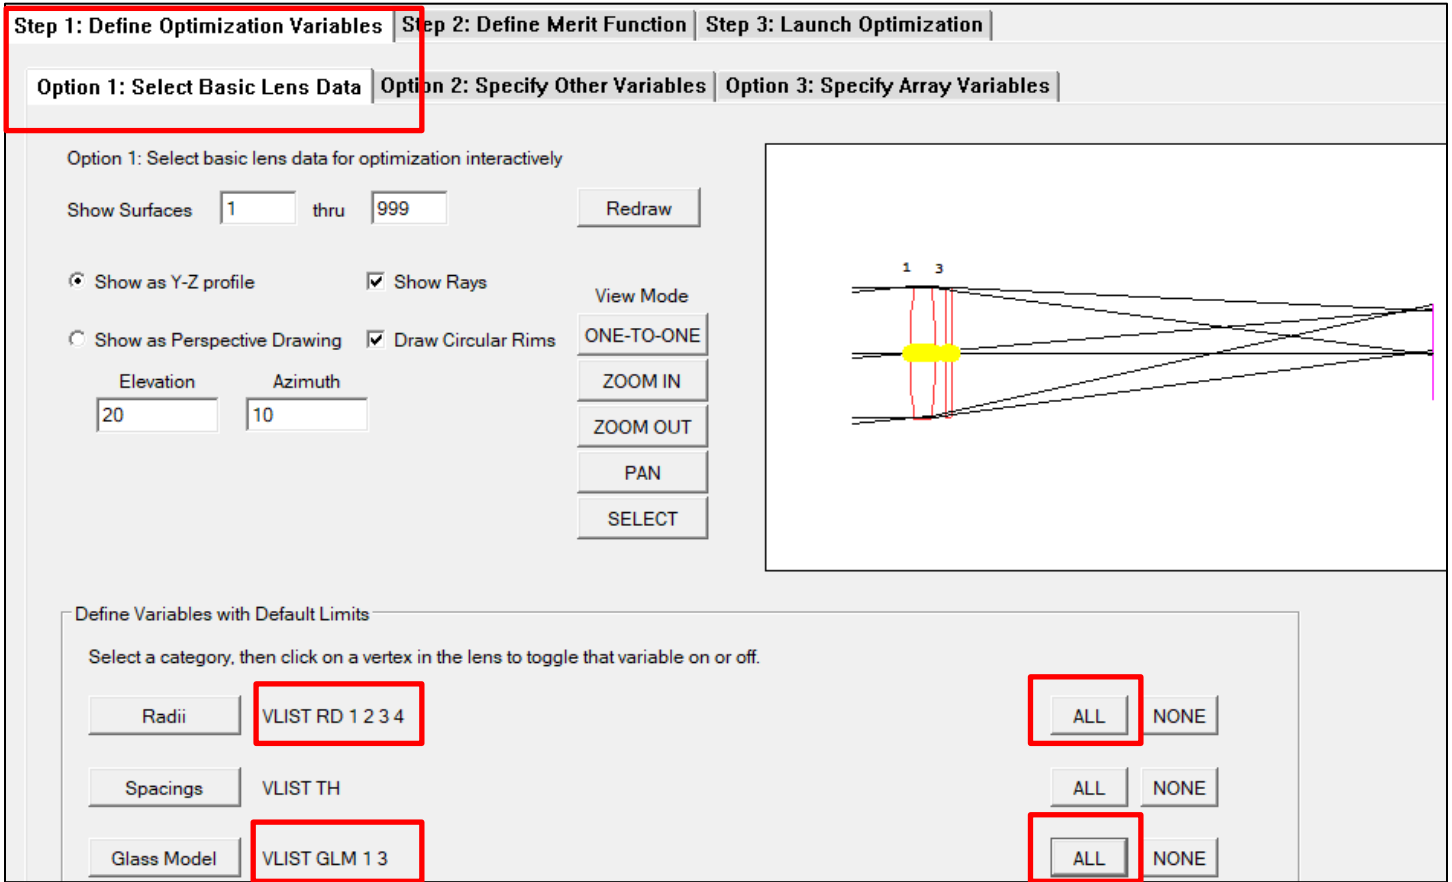 Step 1: Define Optimization Variables Step 2: Define Merit Function Step 3: Launch Optimization
Option 1: Select Basic Lens Data Option 2: Specify Other Variables Option 3: Specify Array Variables
Option 1: Select basic lens data for optimization interactively
Show Surfaces 1 thru 999 Redraw
1 3
Show as Y-Z profile Show Rays
View Mode
Show as Perspective Drawing Draw Circular Rims ONE-TO-ONE
Elevation Azimuth ZOOM IN
20 10
ZOOM OUT
PAN
SELECT
Define Variables with Default Limits
Select a category, then click on a vertex in the lens to toggle that variable on or off.
Radii VLIST RD 1 2 3 4 ALL NONE
Spacings VLIST TH ALL NONE
Glass Model VLIST GLM 1 3 ALL NONE